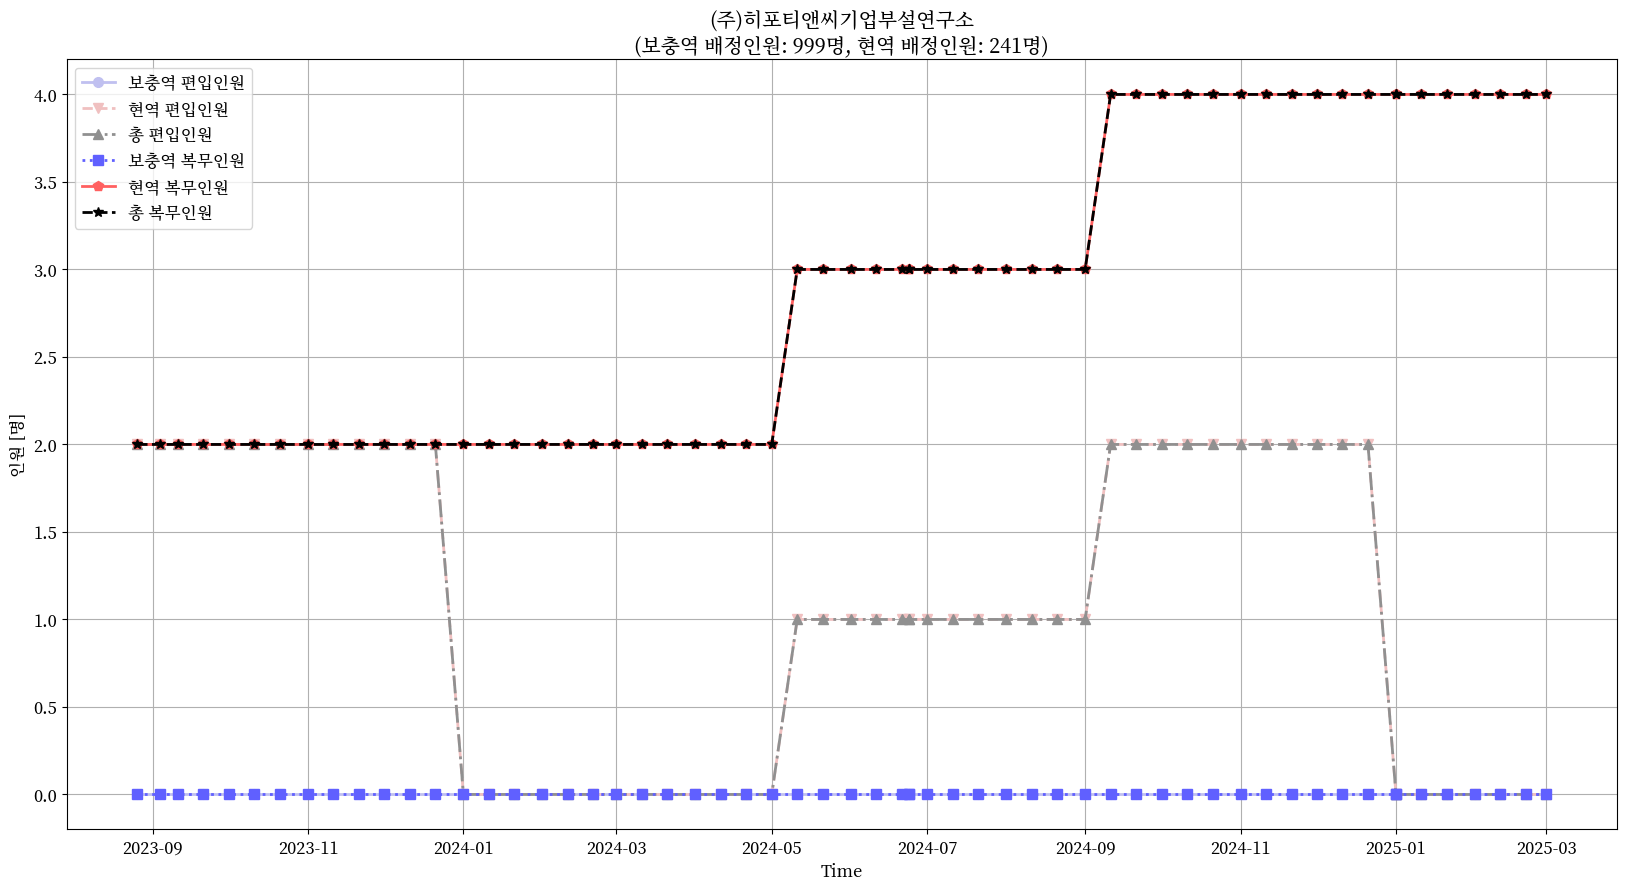 (주)히포티앤씨기업부설연구소
(보충역 배정인원: 999명, 현역 배정인원: 241명)
보충역 편입인원
현역 편입인원
총 편입인원
보충역 복무인원
현역 복무인원
총 복무인원
인원 [명]
4.0
3.5
3.0
2.5
2.0
1.5
1.0
0.5
0.0
2023-09
2023-11
2024-01
2024-03
2024-05
2024-07
2024-09
2024-11
2025-01
2025-03
Time